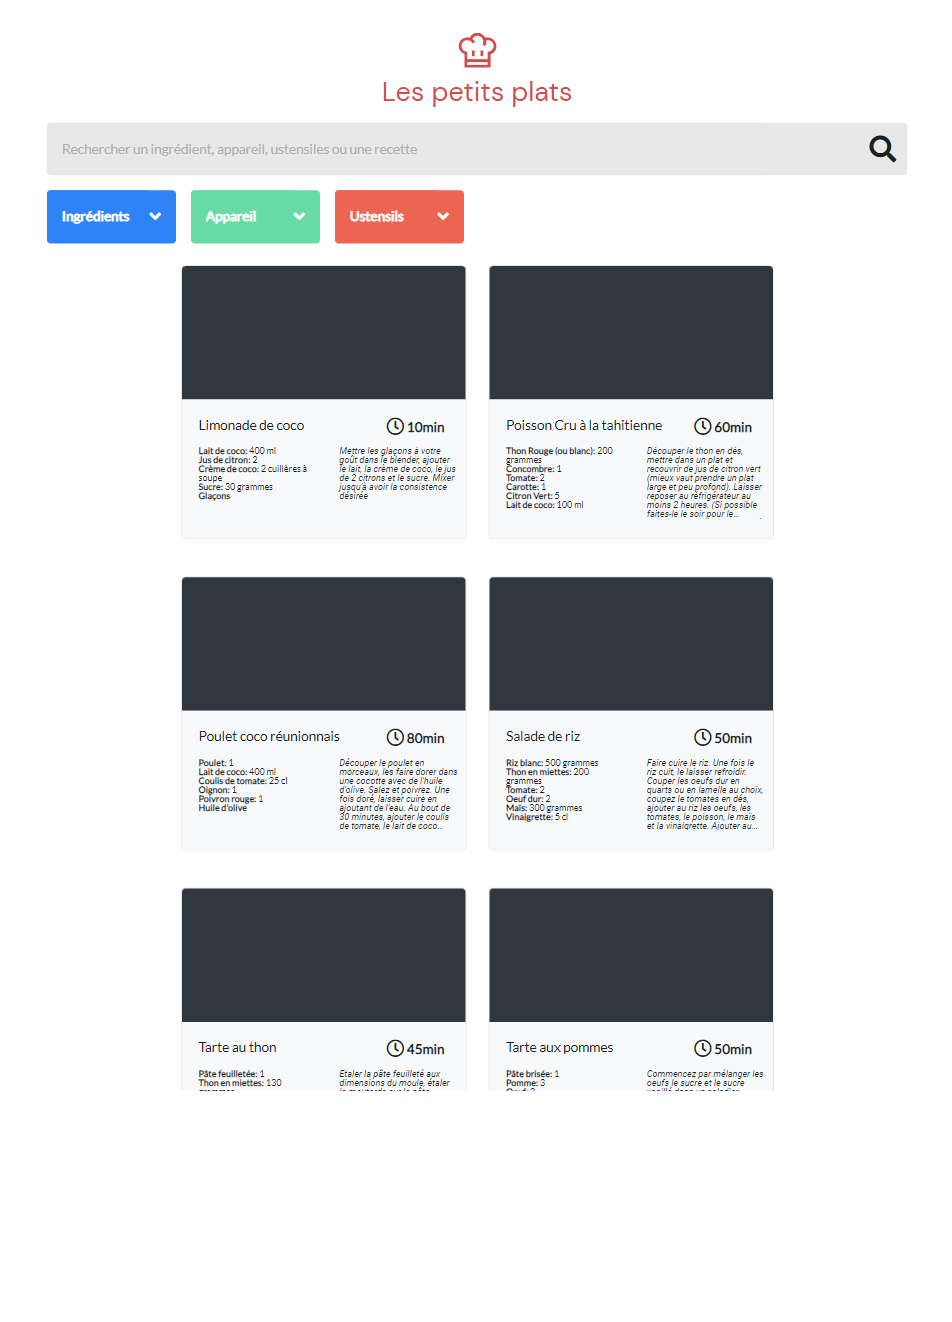 Les petits plats
Rechercher un ingrédient, appareil, ustensiles ou une recette
Ingrédients
Appareil
Ustensils
Limonade de coco
10min
Lait de coco: 400 ml
Jus de citron: 2
Crème de coco: 2 cuillères à
soupe
Sucre: 30 grammes
Glaçons
Mettre les glaçons à votre
goût dans le blender, ajouter
le lait, la crème de coco, le jus
de 2 citrons et le sucre. Mixer
jusqu'à avoir la consistence
désirée
Poisson Cru à la tahitienne
60min
Thon Rouge (ou blanc): 200
grammes
Concombre: 1
Tomate: 2
Carotte: 1
Citron Vert: 5
Lait de coco: 100 ml
Découper le thon en dés,
mettre dans un plat et
recouvrir de jus de citron vert
(mieux vaut prendre un plat
large et peu profond). Laisser
reposer au réfrigérateur au
moins 2 heures. (Si possible
faites-le le soir pour le...
Poulet coco réunionnais
80min
Poulet: 1
Lait de coco: 400 ml
Coulis de tomate: 25 cl
Oignon: 1
Poivron rouge: 1
Huile d'olive
Découper le poulet en
morceaux, les faire dorer dans
une cocotte avec de l'huile
d'olive. Salez et poivrez. Une
fois doré, laisser cuire en
ajoutant de l'eau. Au bout de
30 minutes, ajouter le coulis
de tomate, le lait de coco...
Salade de riz
50min
Riz blanc: 500 grammes
Thon en miettes: 200
grammes
Tomate: 2
Oeuf dur: 2
Maïs: 300 grammes
Vinaigrette: 5 cl
Faire cuire le riz. Une fois le
riz cuit, le laisser refroidir.
Couper les oeufs dur en
quarts ou en lamelle au choix,
coupez le tomates en dés,
ajouter au riz les oeufs, les
tomates, le poisson, le maïs
et la vinaigrette. Ajouter au...
Tarte au thon
45min
Pâte feuilletée: 1
Thon en miettes: 130
Etaler la pâte feuilleté aux
dimensions du moule, étaler
Tarte aux pommes
50min
Pâte brisée: 1
Pomme: 3
Commencez par mélanger les
oeufs le sucre et le sucre